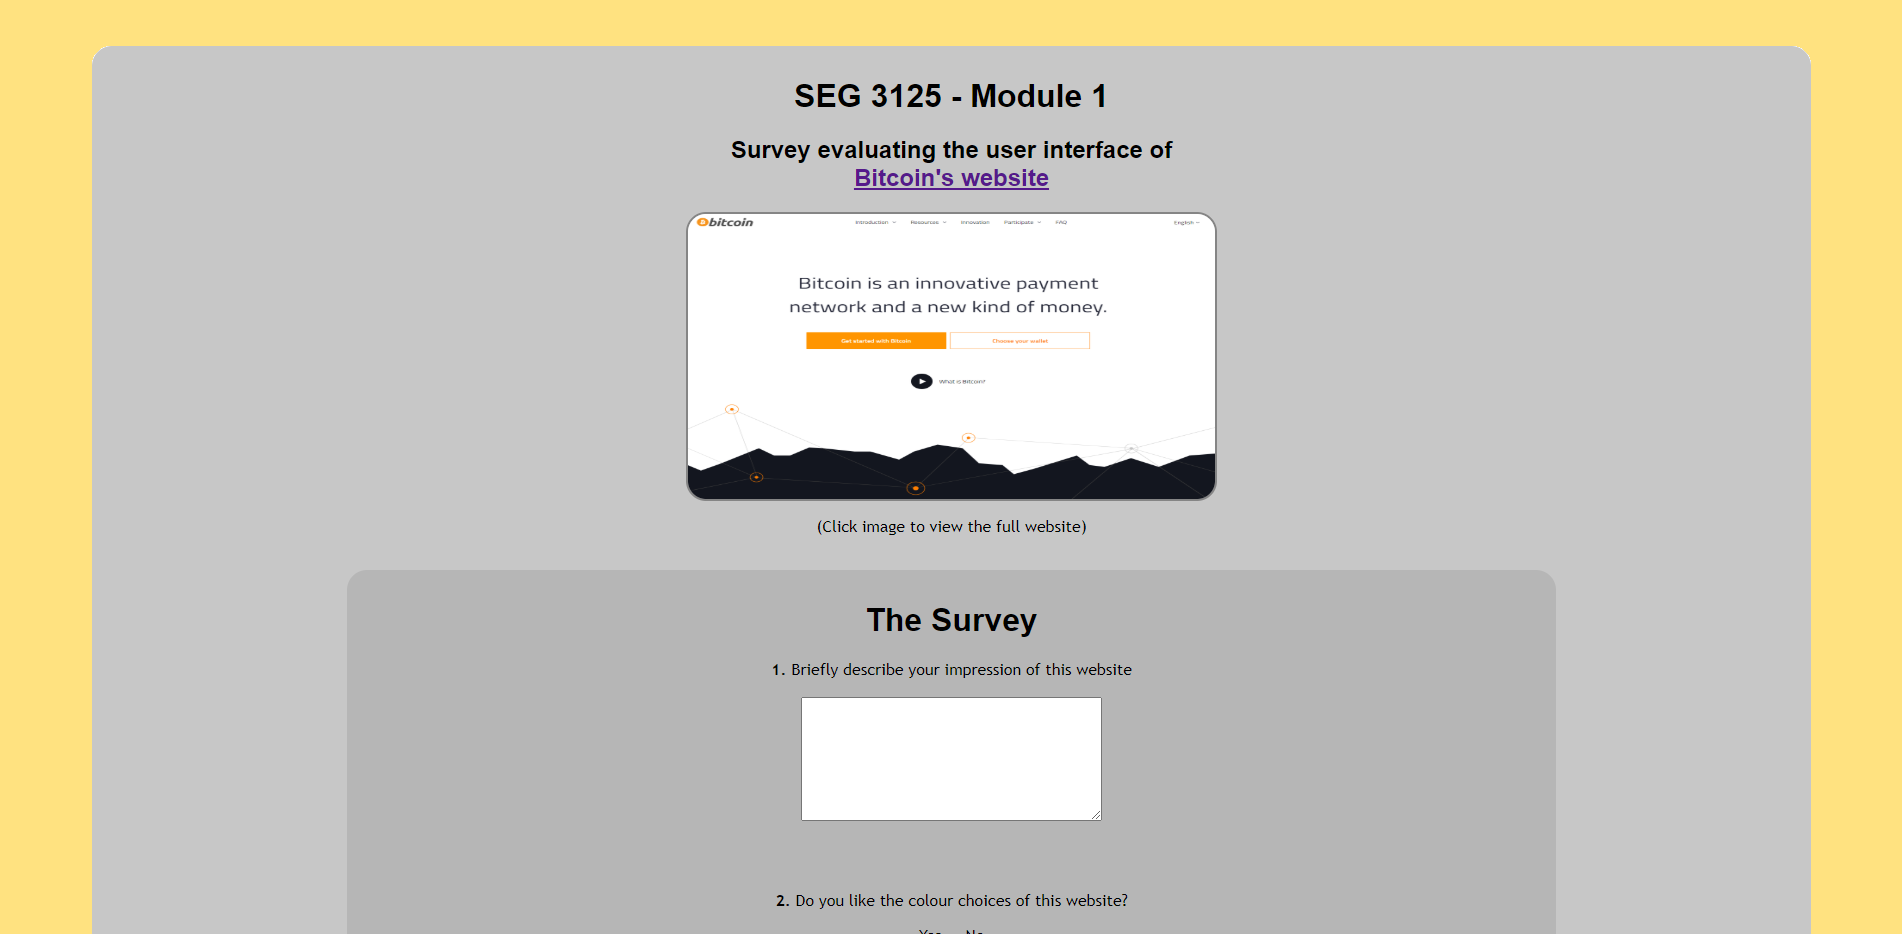 SEG 3125 - Module 1
Survey evaluating the user interface of
Bitcoin's website
bitcoin Introduction Resources Innovation Participate FAQ English
Bitcoin is an innovative payment
network and a new kind of money.
Get started with Bitcoin Choose your wallet
What is Bitcoin?
(Click image to view the full website)
The Survey
1. Briefly describe your impression of this website
2. Do you like the colour choices of this website?
Yes No